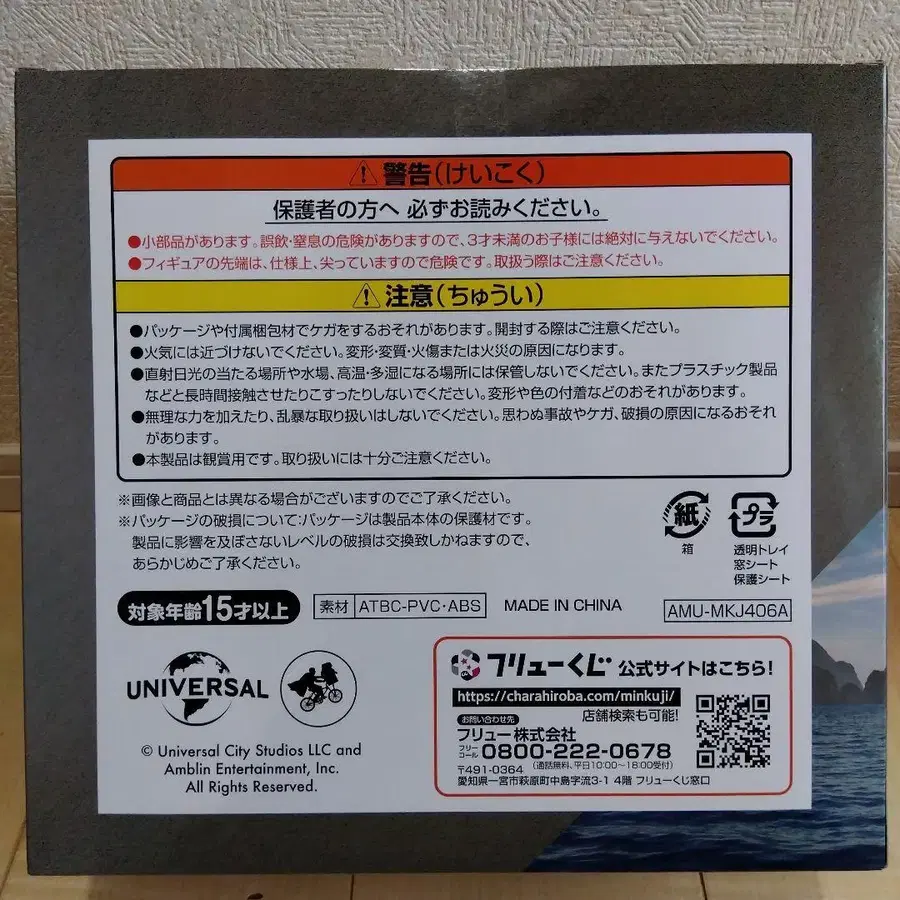 警告(けいこく)
保護者の方へ 必ずお読みください。
●小部品があります。誤飲・窒息の危険がありますので、3才未満のお子様には絶対に与えないでください。
●フィギュアの先端は、仕様上、尖っていますので危険です。取扱う際はご注意ください。
注意(ちゅうい)
●パッケージや付属梱包材でケガをするおそれがあります。開封する際はご注意ください。
●火気には近づけないでください。変形・変質・火傷または火災の原因になります。
●直射日光の当たる場所や水場、高温・多湿になる場所には保管しないでください。またプラスチック製品
などと長時間接触させたりこすったりしないでください。変形や色の付着などのおそれがあります。
●無理な力を加えたり、乱暴な取り扱いはしないでください。思わぬ事故やケガ、破損の原因になるおそれ
があります。
●本製品は観賞用です。取り扱いには十分ご注意ください。
※画像と商品とは異なる場合がございますのでご了承ください。
※パッケージの破損について:パッケージは製品本体の保護材です。
製品に影響を及ぼさないレベルの破損は交換致しかねますので、
あらかじめご了承ください。
紙
箱
プラ
透明トレイ
窓シート
保護シート
対象年齢15才以上
素材 ATBC-PVC・ABS
MADE IN CHINA
AMU-MKJ406A
UNIVERSAL
© Universal City Studios LLC and
Amblin Entertainment, Inc.
All Rights Reserved.
フリューくじ 公式サイトはこちら!
https://charahiroba.com/minkuji/
店舗検索も可能!
お問い合わせ先
フリュー株式会社
フリーコール 0800-222-0678
(通話無料、平日10:00~18:00受付)
〒491-0364
愛知県一宮市萩原町中島字流3-1 4階 フリューくじ窓口